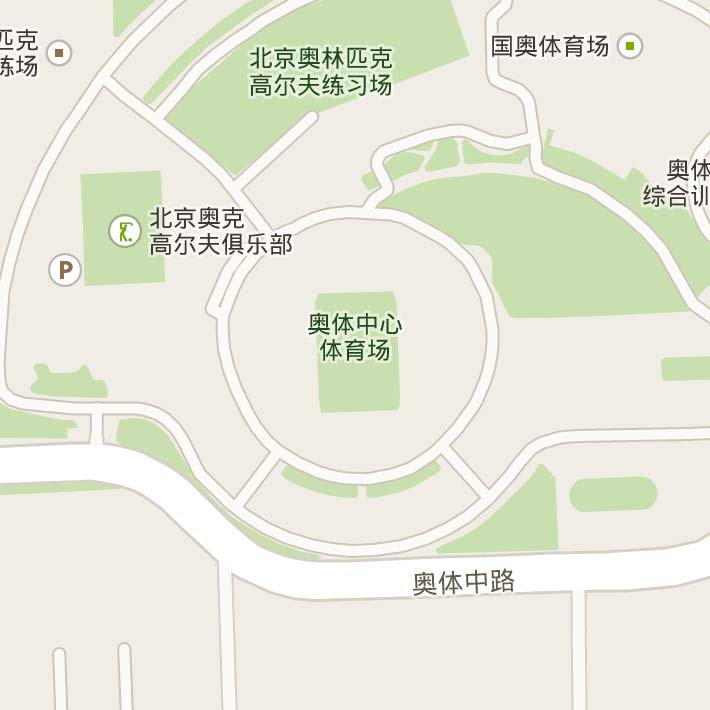 匹克
练场
北京奥林匹克
高尔夫练习场
国奥体育场
奥体
综合训
北京奥克
高尔夫俱乐部
P
奥体中心
体育场
奥体中路